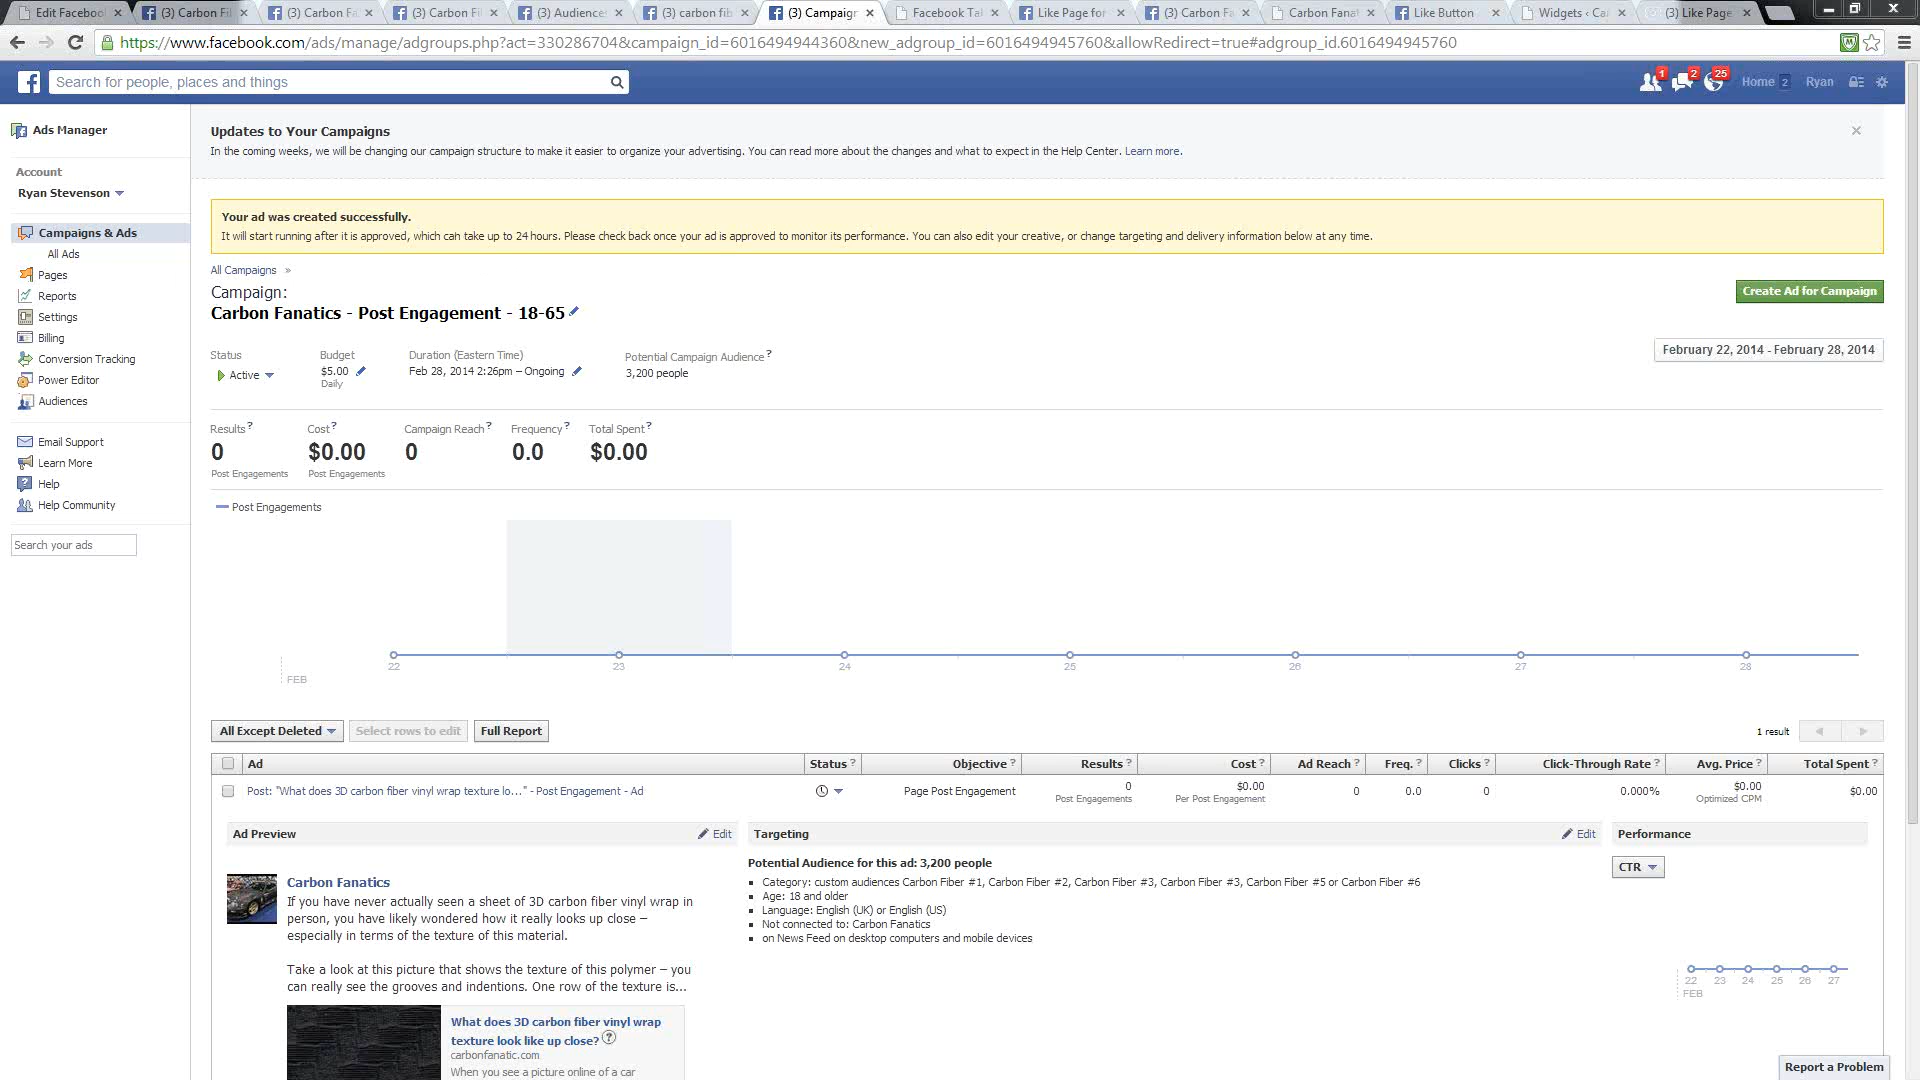 Edit Facebool
(3) Carbon Fil
(3) Carbon Fa
(3) Carbon Fil
(3) Audience
(3) carbon fib
(3) Campaign
Facebook Tal
Like Page for
(3) Carbon Fa
Carbon Fanat
Like Button
Widgets ‹ Ca
(3) Like Page
https://www.facebook.com/ads/manage/adgroups.php?act=330286704&campaign_id=6016494944360&new_adgroup_id=6016494945760&allowRedirect=true#adgroup_id.6016494945760
Search for people, places and things
1
2
25
Home 2
Ryan
Ads Manager
Account
Ryan Stevenson
Campaigns & Ads
All Ads
Pages
Reports
Settings
Billing
Conversion Tracking
Power Editor
Audiences
Email Support
Learn More
Help
Help Community
Search your ads
Updates to Your Campaigns
In the coming weeks, we will be changing our campaign structure to make it easier to organize your advertising. You can read more about the changes and what to expect in the Help Center. Learn more.
Your ad was created successfully.
It will start running after it is approved, which can take up to 24 hours. Please check back once your ad is approved to monitor its performance. You can also edit your creative, or change targeting and delivery information below at any time.
All Campaigns »
Campaign:
Carbon Fanatics - Post Engagement - 18-65
Create Ad for Campaign
Status
Active
Budget
$5.00
Daily
Duration (Eastern Time)
Feb 28, 2014 2:26pm – Ongoing
Potential Campaign Audience ?
3,200 people
February 22, 2014 - February 28, 2014
Results ?
0
Post Engagements
Cost ?
$0.00
Post Engagements
Campaign Reach ?
0
Frequency ?
0.0
Total Spent ?
$0.00
Post Engagements
22 23 24 25 26 27 28
FEB
All Except Deleted
Select rows to edit
Full Report
1 result
Ad Status ? Objective ? Results ? Cost ? Ad Reach ? Freq. ? Clicks ? Click-Through Rate ? Avg. Price ? Total Spent ?
Post: "What does 3D carbon fiber vinyl wrap texture lo..." - Post Engagement - Ad Page Post Engagement 0 $0.00 0 0.0 0 0.000% $0.00 $0.00
Post Engagements Per Post Engagement Optimized CPM
Ad Preview
Edit
Targeting
Edit
Performance
CTR
Carbon Fanatics
If you have never actually seen a sheet of 3D carbon fiber vinyl wrap in
person, you have likely wondered how it really looks up close –
especially in terms of the texture of this material.
Take a look at this picture that shows the texture of this polymer – you
can really see the grooves and indentions. One row of the texture is...
What does 3D carbon fiber vinyl wrap
texture look like up close? ?
carbonfanatic.com
When you see a picture online of a car
Potential Audience for this ad: 3,200 people
Category: custom audiences Carbon Fiber #1, Carbon Fiber #2, Carbon Fiber #3, Carbon Fiber #3, Carbon Fiber #5 or Carbon Fiber #6
Age: 18 and older
Language: English (UK) or English (US)
Not connected to: Carbon Fanatics
on News Feed on desktop computers and mobile devices
22 23 24 25 26 27
FEB
Report a Problem